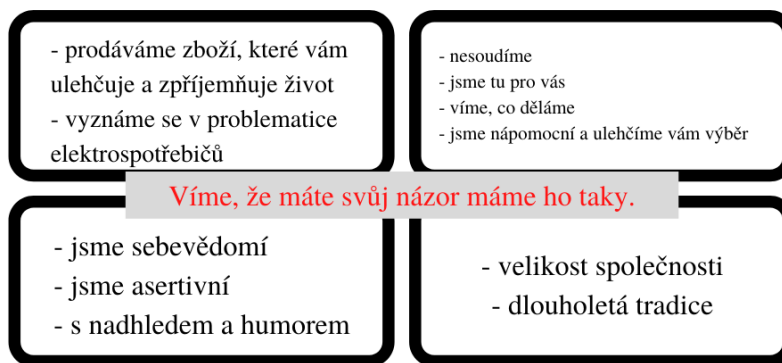 - prodáváme zboží, které vám
ulehčuje a zpříjemňuje život
- vyznáme se v problematice
elektrospotřebičů
- nesoudíme
- jsme tu pro vás
- víme, co děláme
- jsme nápomocní a ulehčíme vám výběr
Víme, že máte svůj názor máme ho taky.
- jsme sebevědomí
- jsme asertivní
- s nadhledem a humorem
- velikost společnosti
- dlouholetá tradice